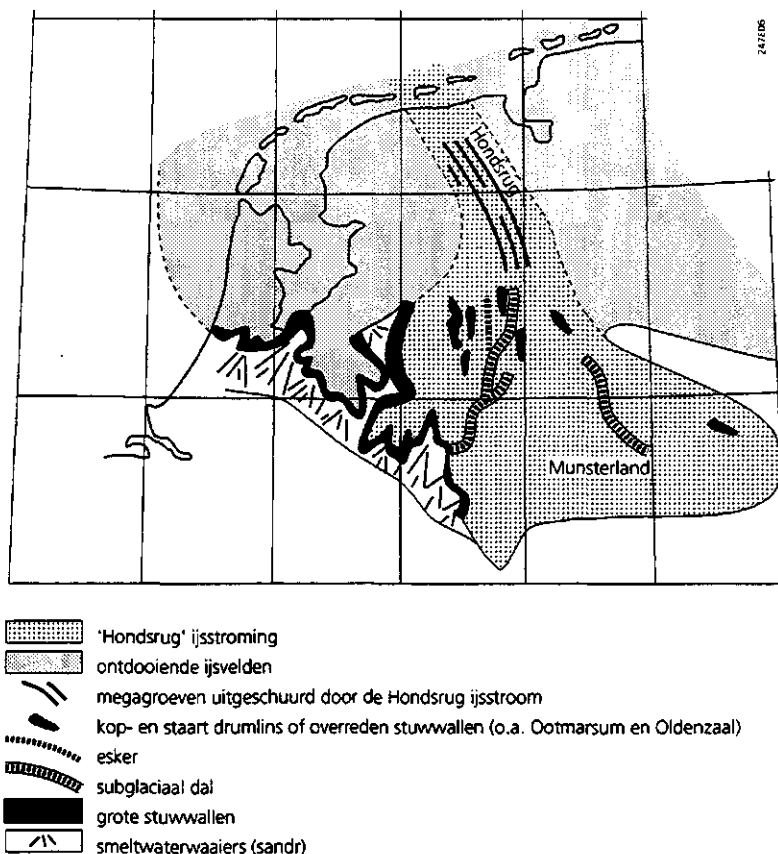 247E06
Hondsrug
Munsterland
'Hondsrug' ijsstroming
ontdooiende ijsvelden
megagroeven uitgeschuurd door de Hondsrug ijsstroom
kop- en staart drumlins of overreden stuwwallen (o.a. Ootmarsum en Oldenzaal)
esker
subglaciaal dal
grote stuwwallen
smeltwaterwaaiers (sandr)